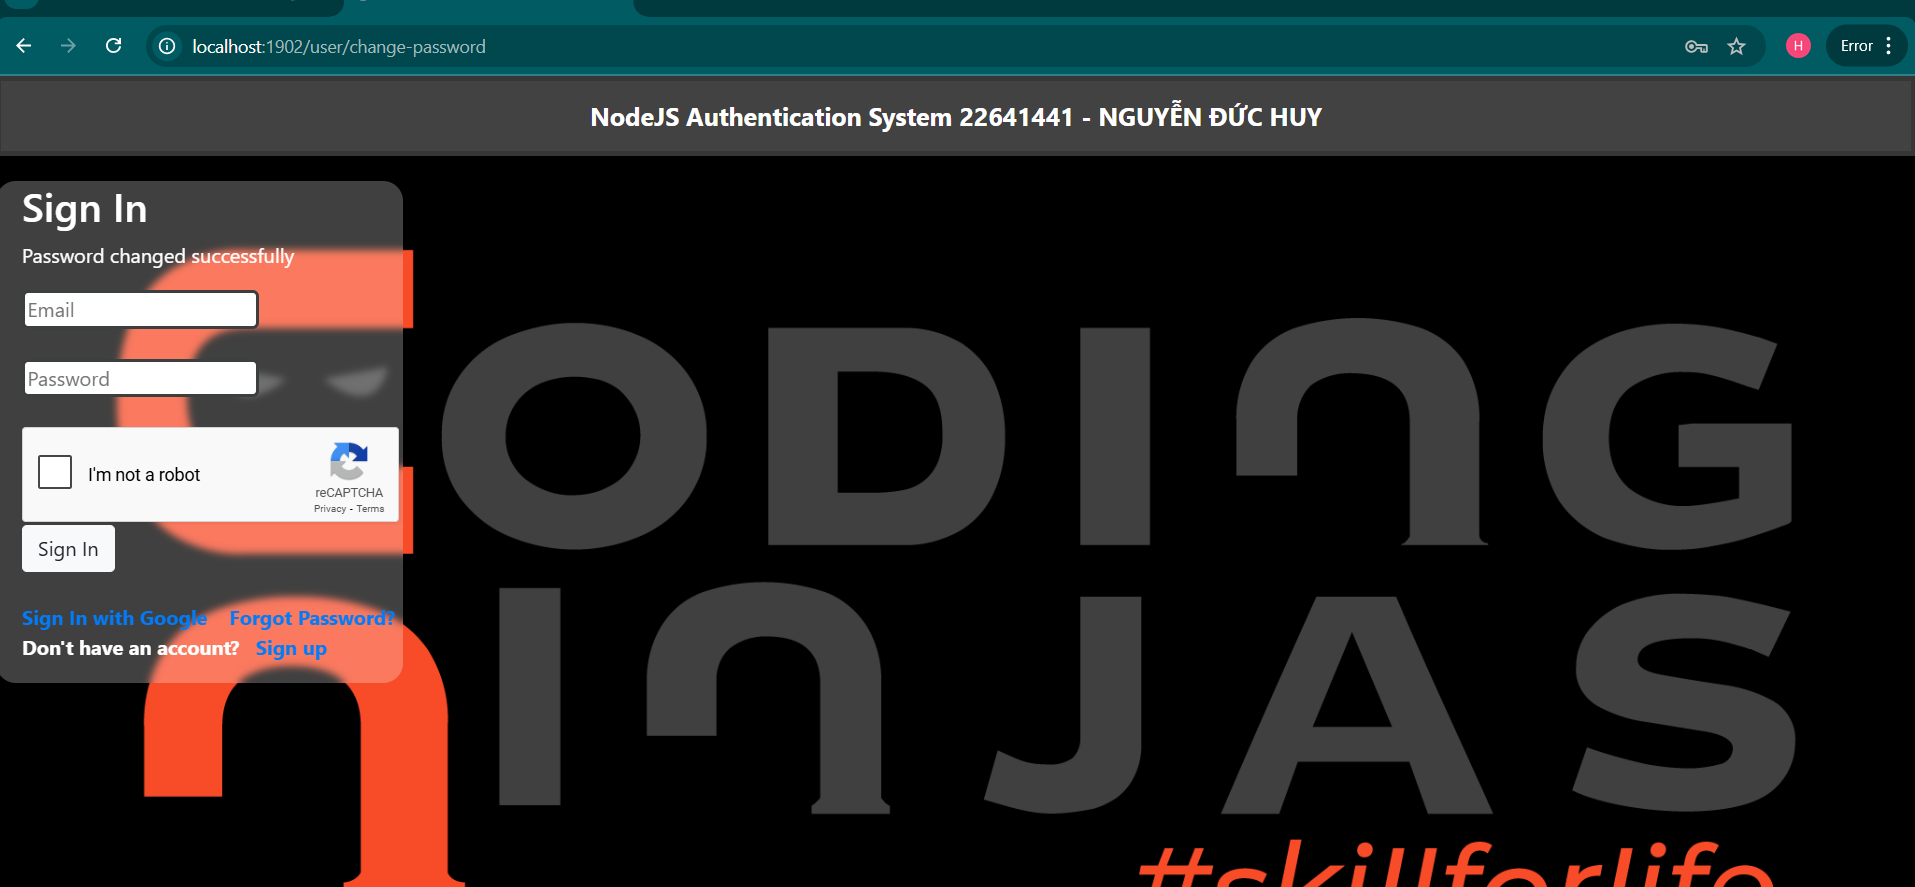 localhost:1902/user/change-password
H
Error
NodeJS Authentication System 22641441 - NGUYỄN ĐỨC HUY
Sign In
Password changed successfully
Email
Password
I'm not a robot
reCAPTCHA
Privacy - Terms
Sign In
Sign In with Google Forgot Password?
Don't have an account? Sign up
CODING
NINJAS
#skillforlife